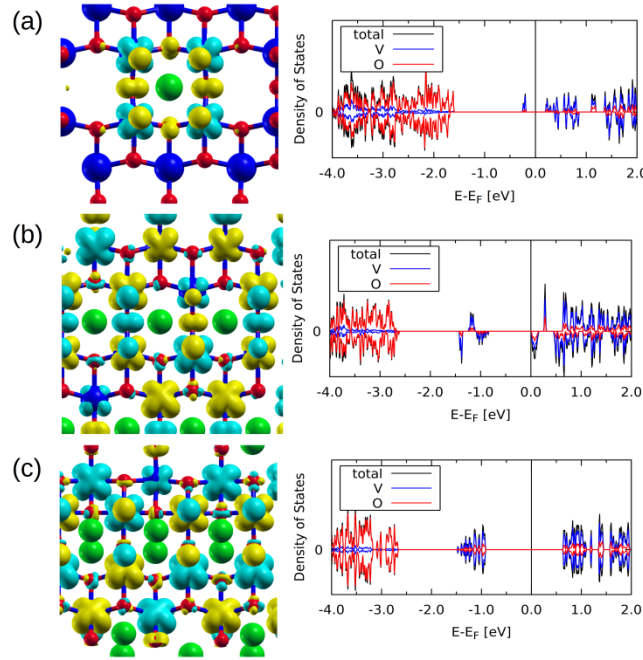 (a)
Density of States
total
V
O
0
-4.0 -3.0 -2.0 -1.0 0.0 1.0 2.0
E-E_F [eV]
(b)
Density of States
total
V
O
0
-4.0 -3.0 -2.0 -1.0 0.0 1.0 2.0
E-E_F [eV]
(c)
Density of States
total
V
O
0
-4.0 -3.0 -2.0 -1.0 0.0 1.0 2.0
E-E_F [eV]